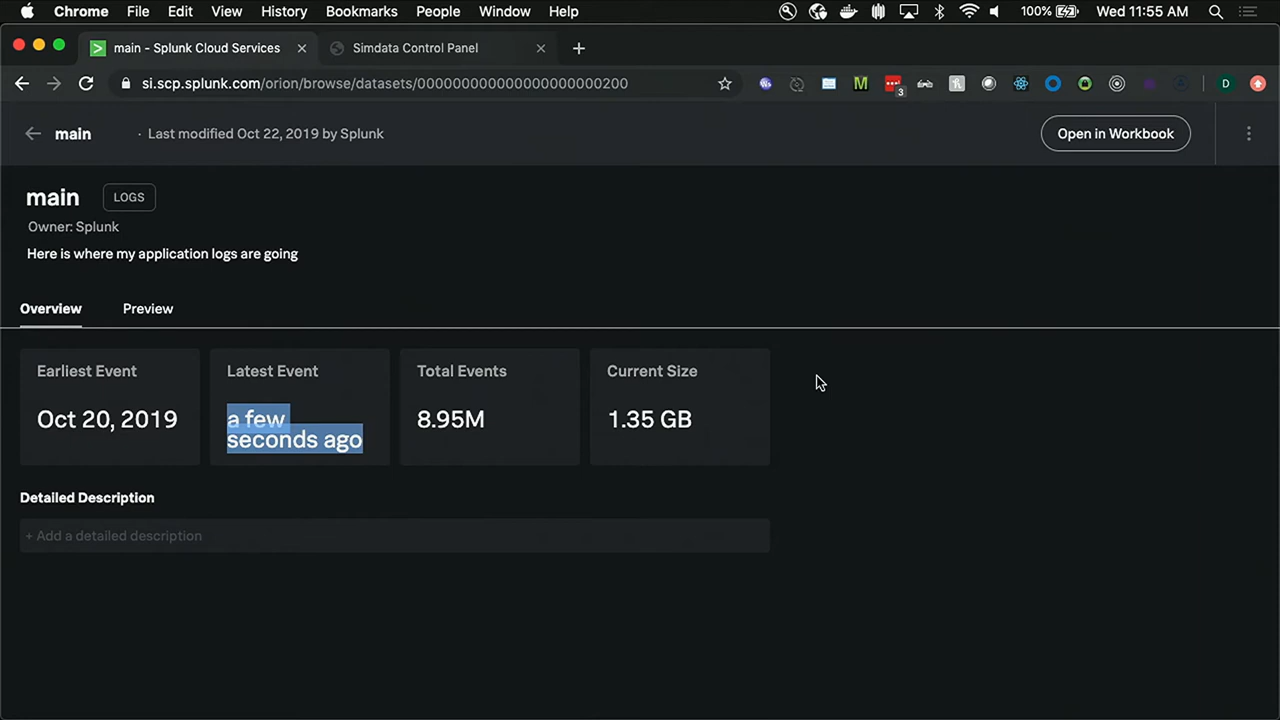 Chrome File Edit View History Bookmarks People Window Help 100% Wed 11:55 AM
main - Splunk Cloud Services Simdata Control Panel
si.scp.splunk.com/orion/browse/datasets/000000000000000000000200 3 D
main · Last modified Oct 22, 2019 by Splunk Open in Workbook
main LOGS
Owner: Splunk
Here is where my application logs are going
Overview Preview
Earliest Event Latest Event Total Events Current Size
Oct 20, 2019 a few seconds ago 8.95M 1.35 GB
Detailed Description
+ Add a detailed description